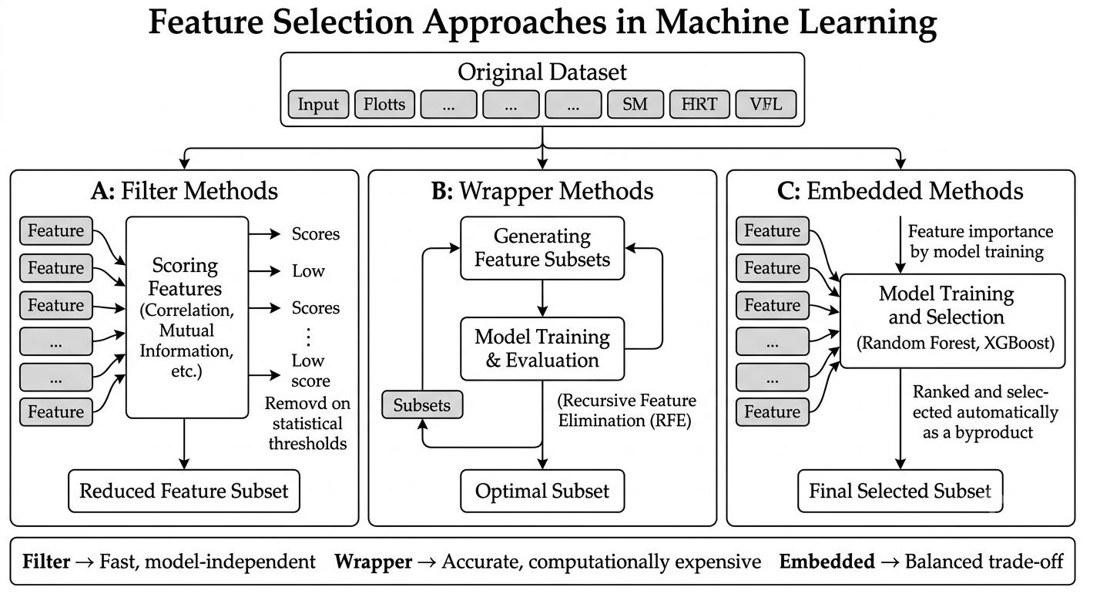 Feature Selection Approaches in Machine Learning
Original Dataset
Input
Flotts
...
...
...
SM
HRT
A: Filter Methods
Feature
Feature
Feature
...
...
Feature
Scoring
Features
(Correlation,
Mutual
Information,
etc.)
Scores
Low
Scores
⋮
Low
score
Removd on
statistical
thresholds
Reduced Feature Subset
B: Wrapper Methods
Generating
Feature Subsets
Model Training
& Evaluation
Subsets
(Recursive Feature
Elimination (RFE)
Optimal Subset
C: Embedded Methods
Feature
Feature
Feature
...
...
Feature
Feature importance
by model training
Model Training
and Selection
(Random Forest, XGBoost)
Ranked and selec-
ected automatically
as a byproduct
Final Selected Subset
Filter → Fast, model-independent Wrapper → Accurate, computationally expensive Embedded → Balanced trade-off